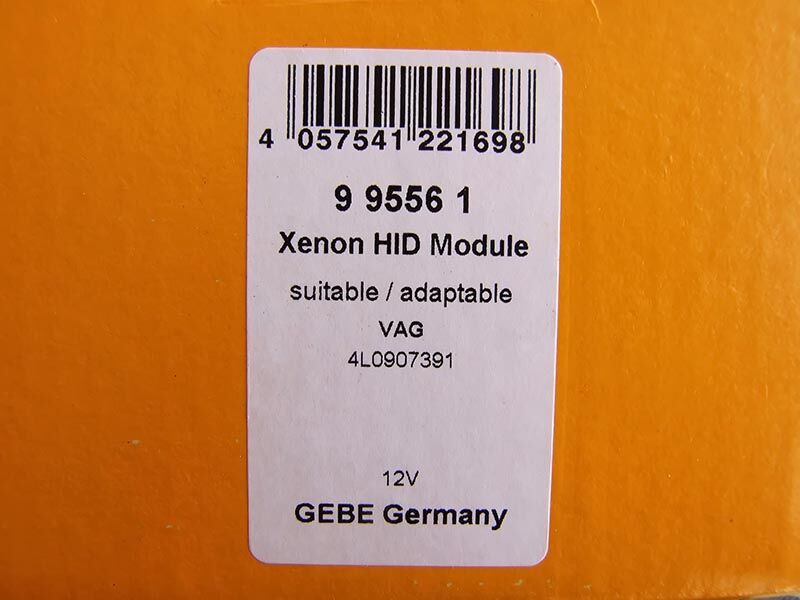 4 057541 221698
9 9556 1
Xenon HID Module
suitable / adaptable
VAG
4L0907391
12V
GEBE Germany